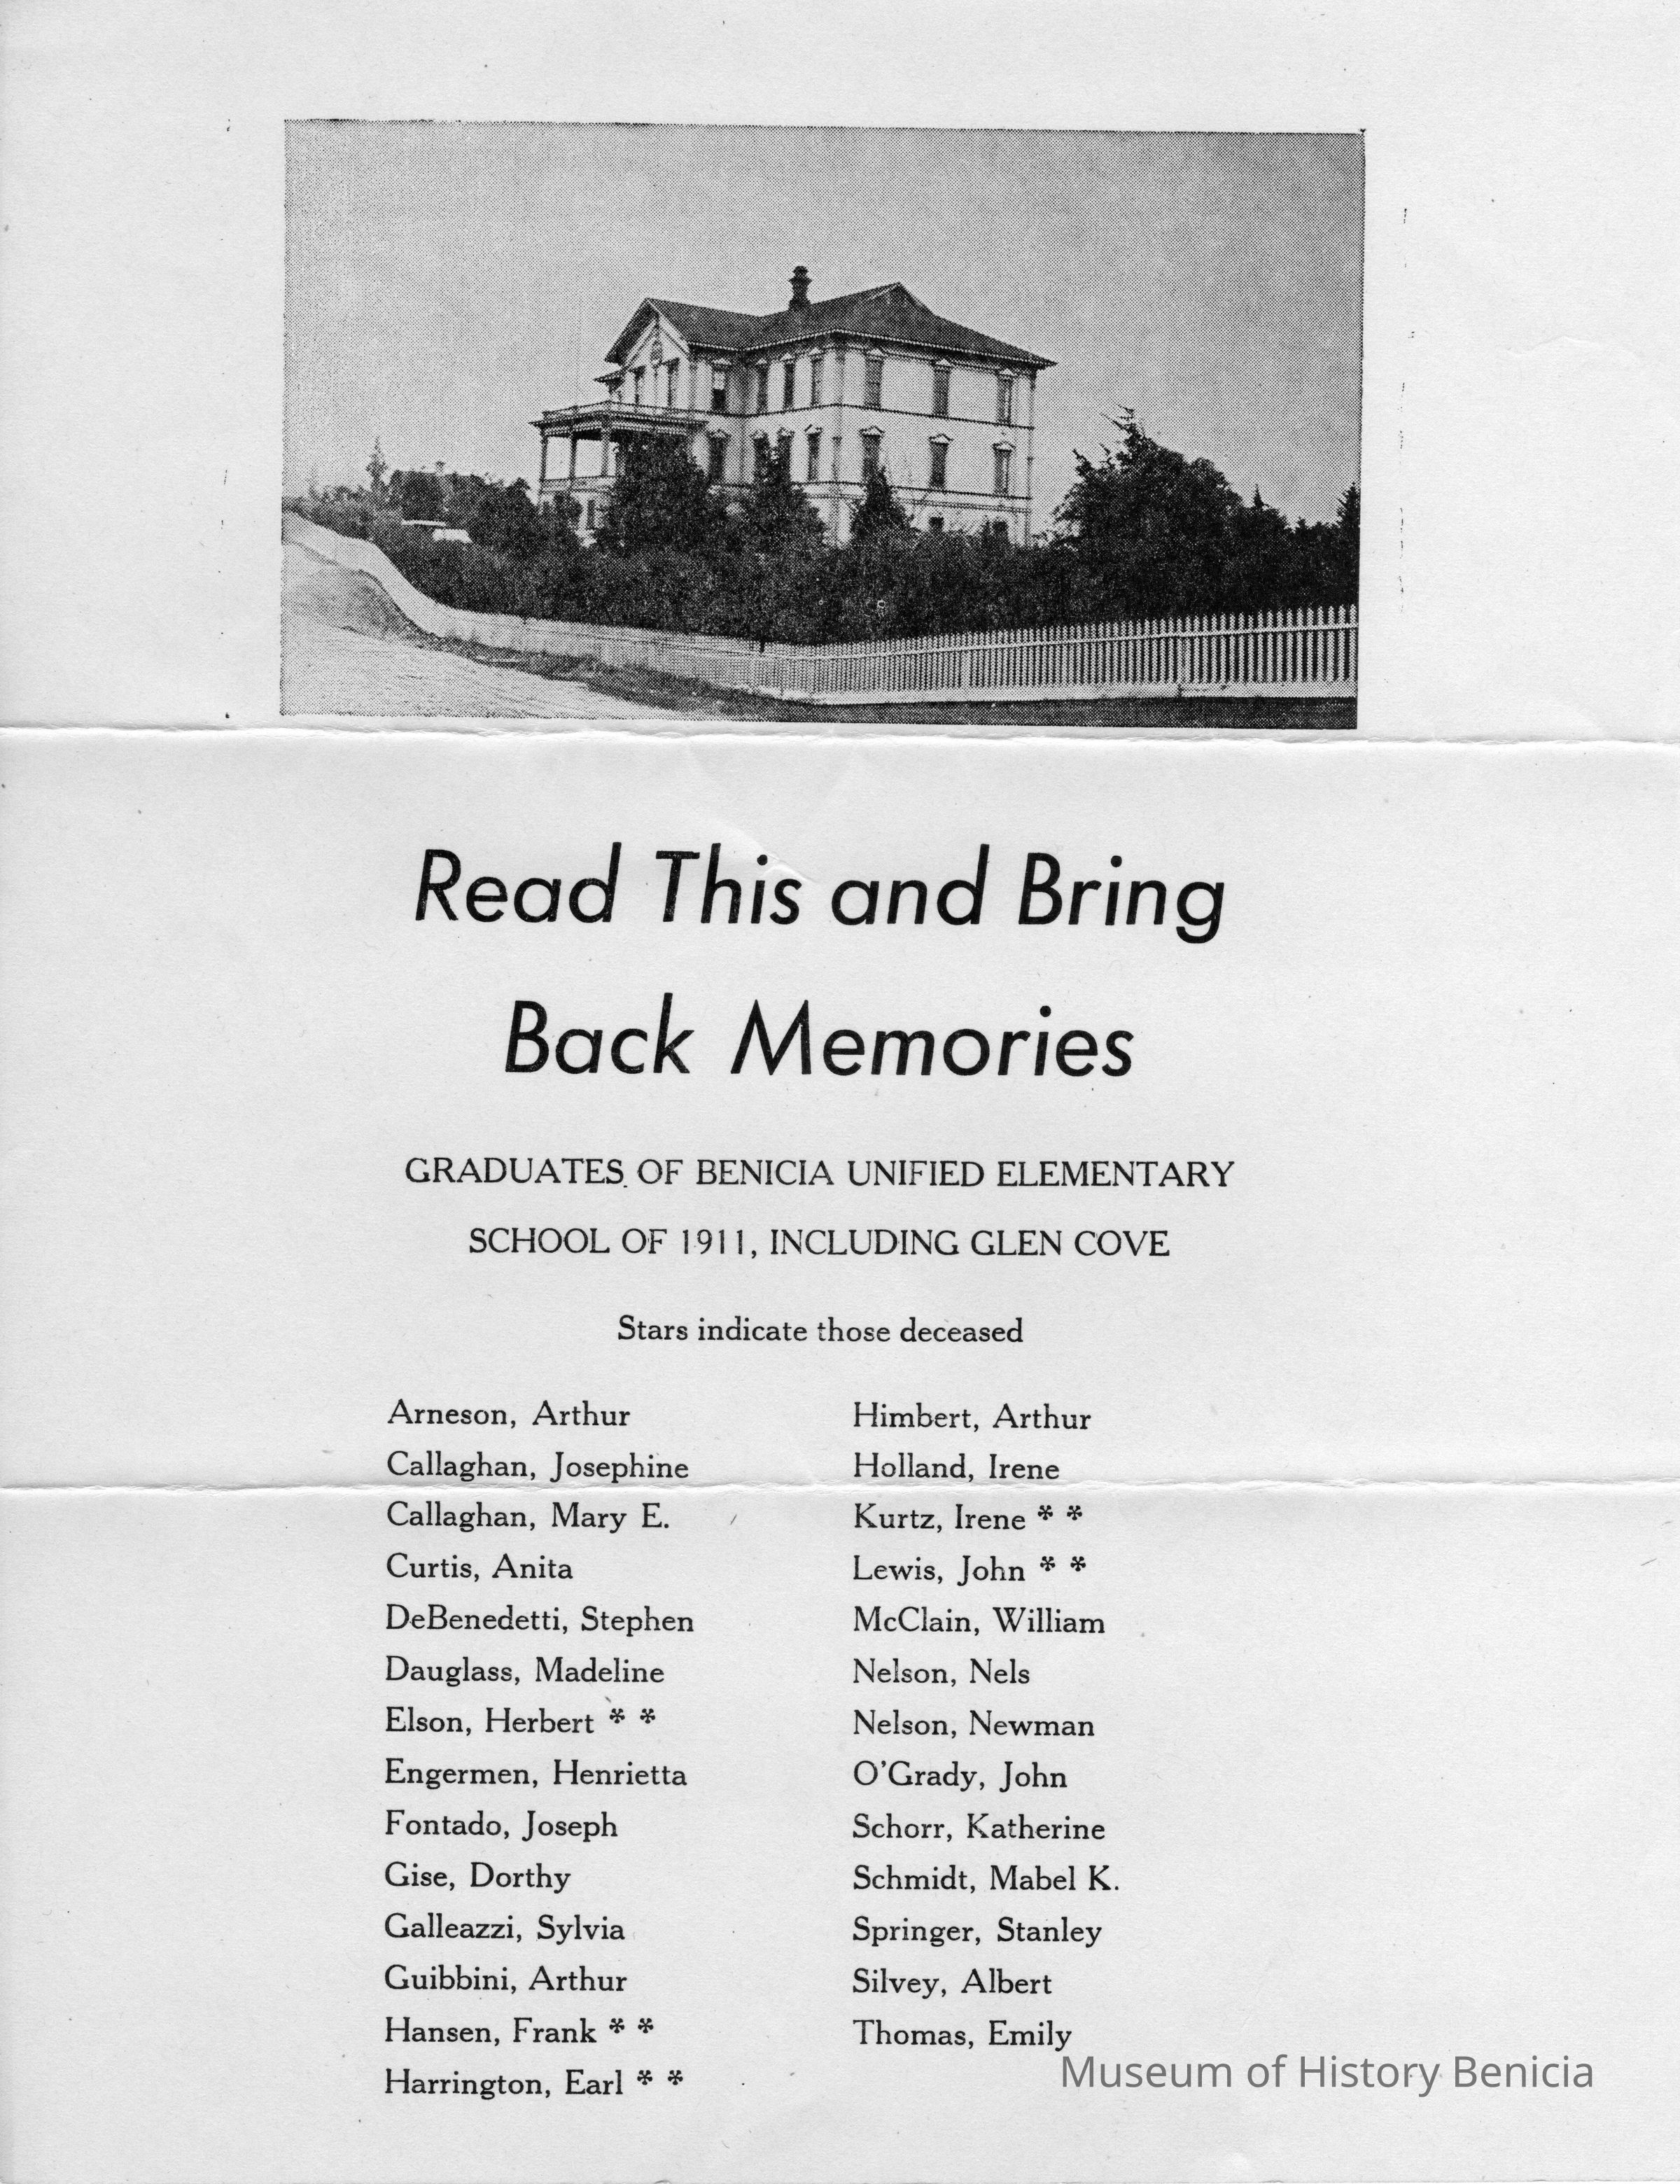 Read This and Bring
Back Memories
GRADUATES OF BENICIA UNIFIED ELEMENTARY
SCHOOL OF 1911, INCLUDING GLEN COVE
Stars indicate those deceased
Arneson, Arthur
Callaghan, Josephine
Callaghan, Mary E.
Curtis, Anita
DeBenedetti, Stephen
Dauglass, Madeline
Elson, Herbert * *
Engermen, Henrietta
Fontado, Joseph
Gise, Dorthy
Galleazzi, Sylvia
Guibbini, Arthur
Hansen, Frank * *
Harrington, Earl * *
Himbert, Arthur
Holland, Irene
Kurtz, Irene * *
Lewis, John * *
McClain, William
Nelson, Nels
Nelson, Newman
O'Grady, John
Schorr, Katherine
Schmidt, Mabel K.
Springer, Stanley
Silvey, Albert
Thomas, Emily
Museum of History Benicia